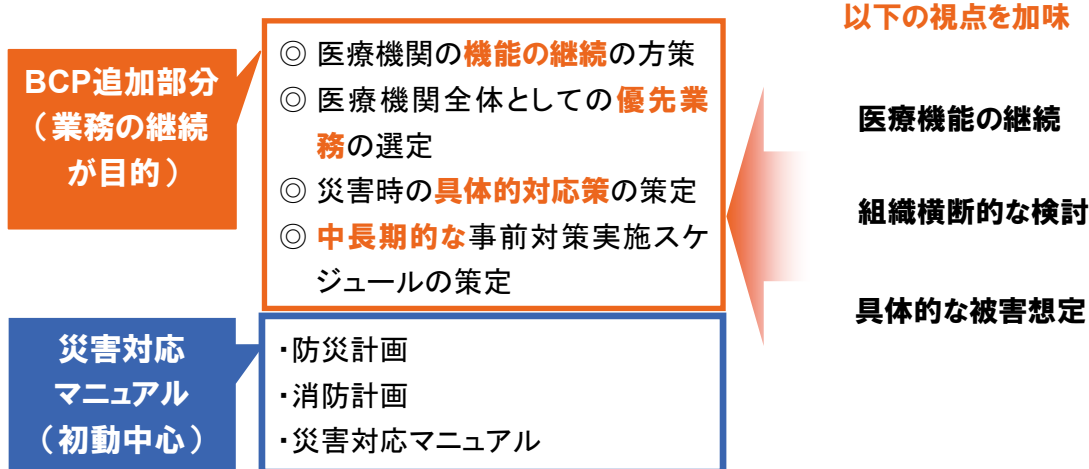 以下の視点を加味
BCP追加部分
（業務の継続
が目的）
◎ 医療機関の機能の継続の方策
◎ 医療機関全体としての優先業
務の選定
◎ 災害時の具体的対応策の策定
◎ 中長期的な事前対策実施スケ
ジュールの策定
医療機能の継続
組織横断的な検討
具体的な被害想定
災害対応
マニュアル
（初動中心）
・防災計画
・消防計画
・災害対応マニュアル